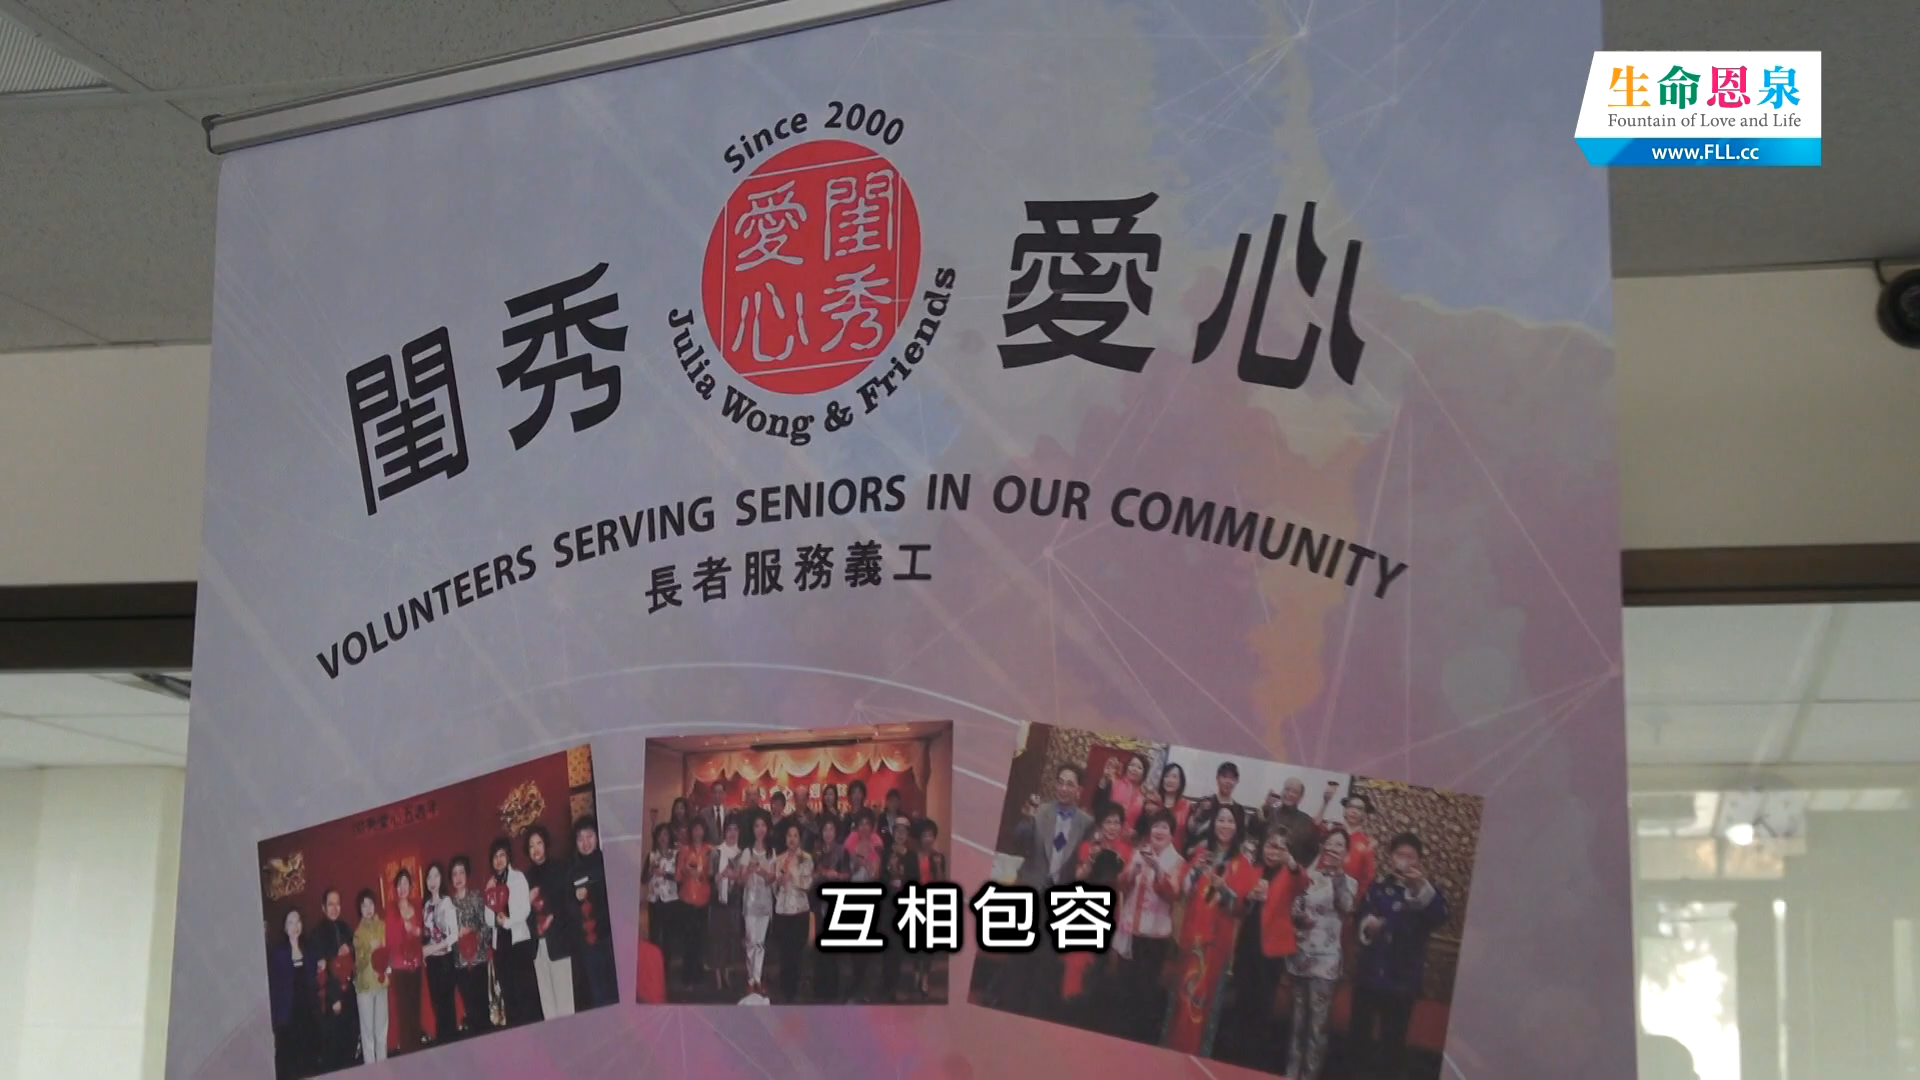 生命恩泉
Fountain of Love and Life
www.FLL.cc
Since 2000
閨秀
愛心
Julia Wong & Friends
閨秀愛心
VOLUNTEERS SERVING SENIORS IN OUR COMMUNITY
長者服務義工
互相包容